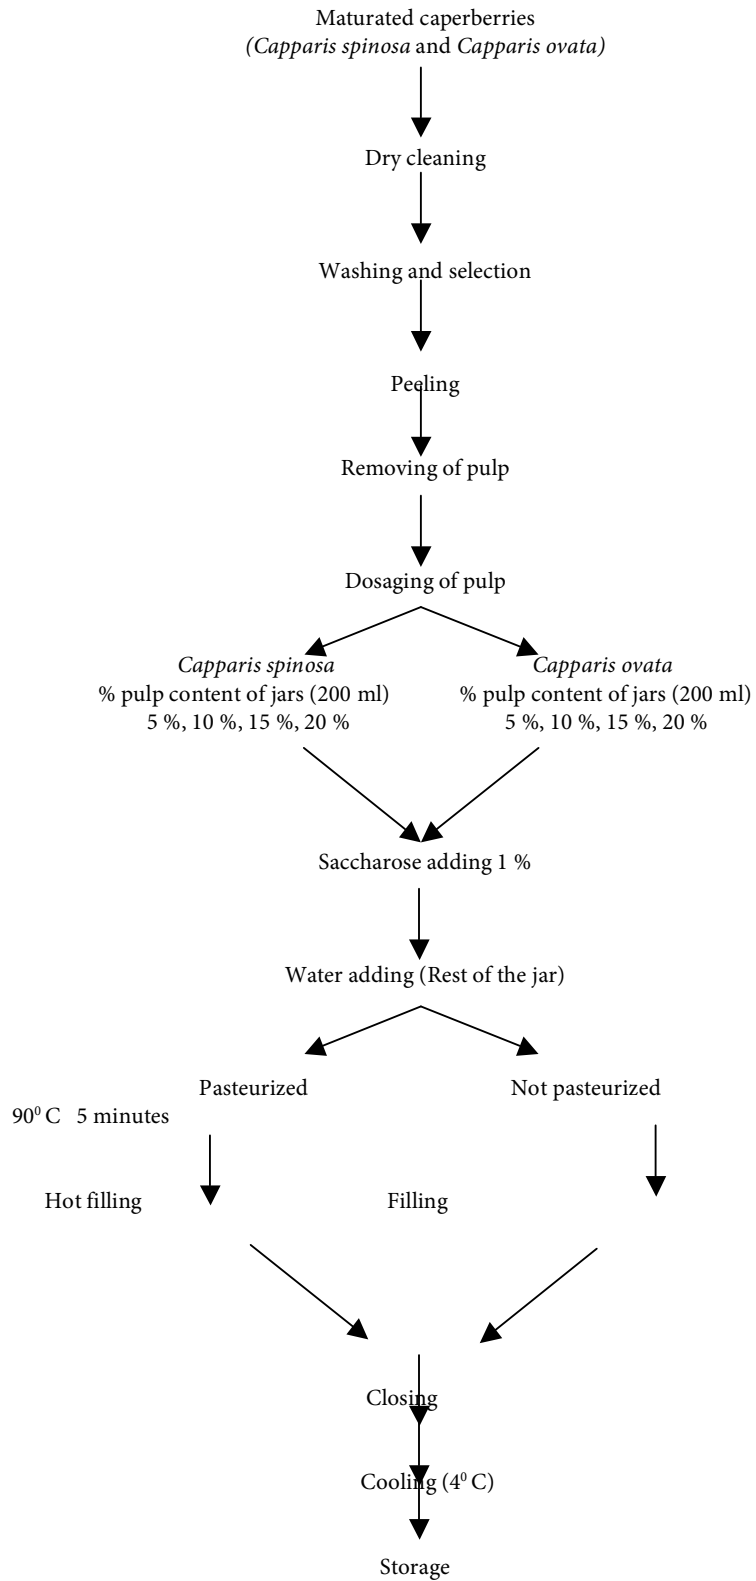 Maturated caperberries
(Capparis spinosa and Capparis ovata)
Dry cleaning
Washing and selection
Peeling
Removing of pulp
Dosaging of pulp
Capparis spinosa
% pulp content of jars (200 ml)
5 %, 10 %, 15 %, 20 %
Capparis ovata
% pulp content of jars (200 ml)
5 %, 10 %, 15 %, 20 %
Saccharose adding 1 %
Water adding (Rest of the jar)
Pasteurized
90⁰ C 5 minutes
Not pasteurized
Hot filling
Filling
Closing
Cooling (4⁰ C)
Storage